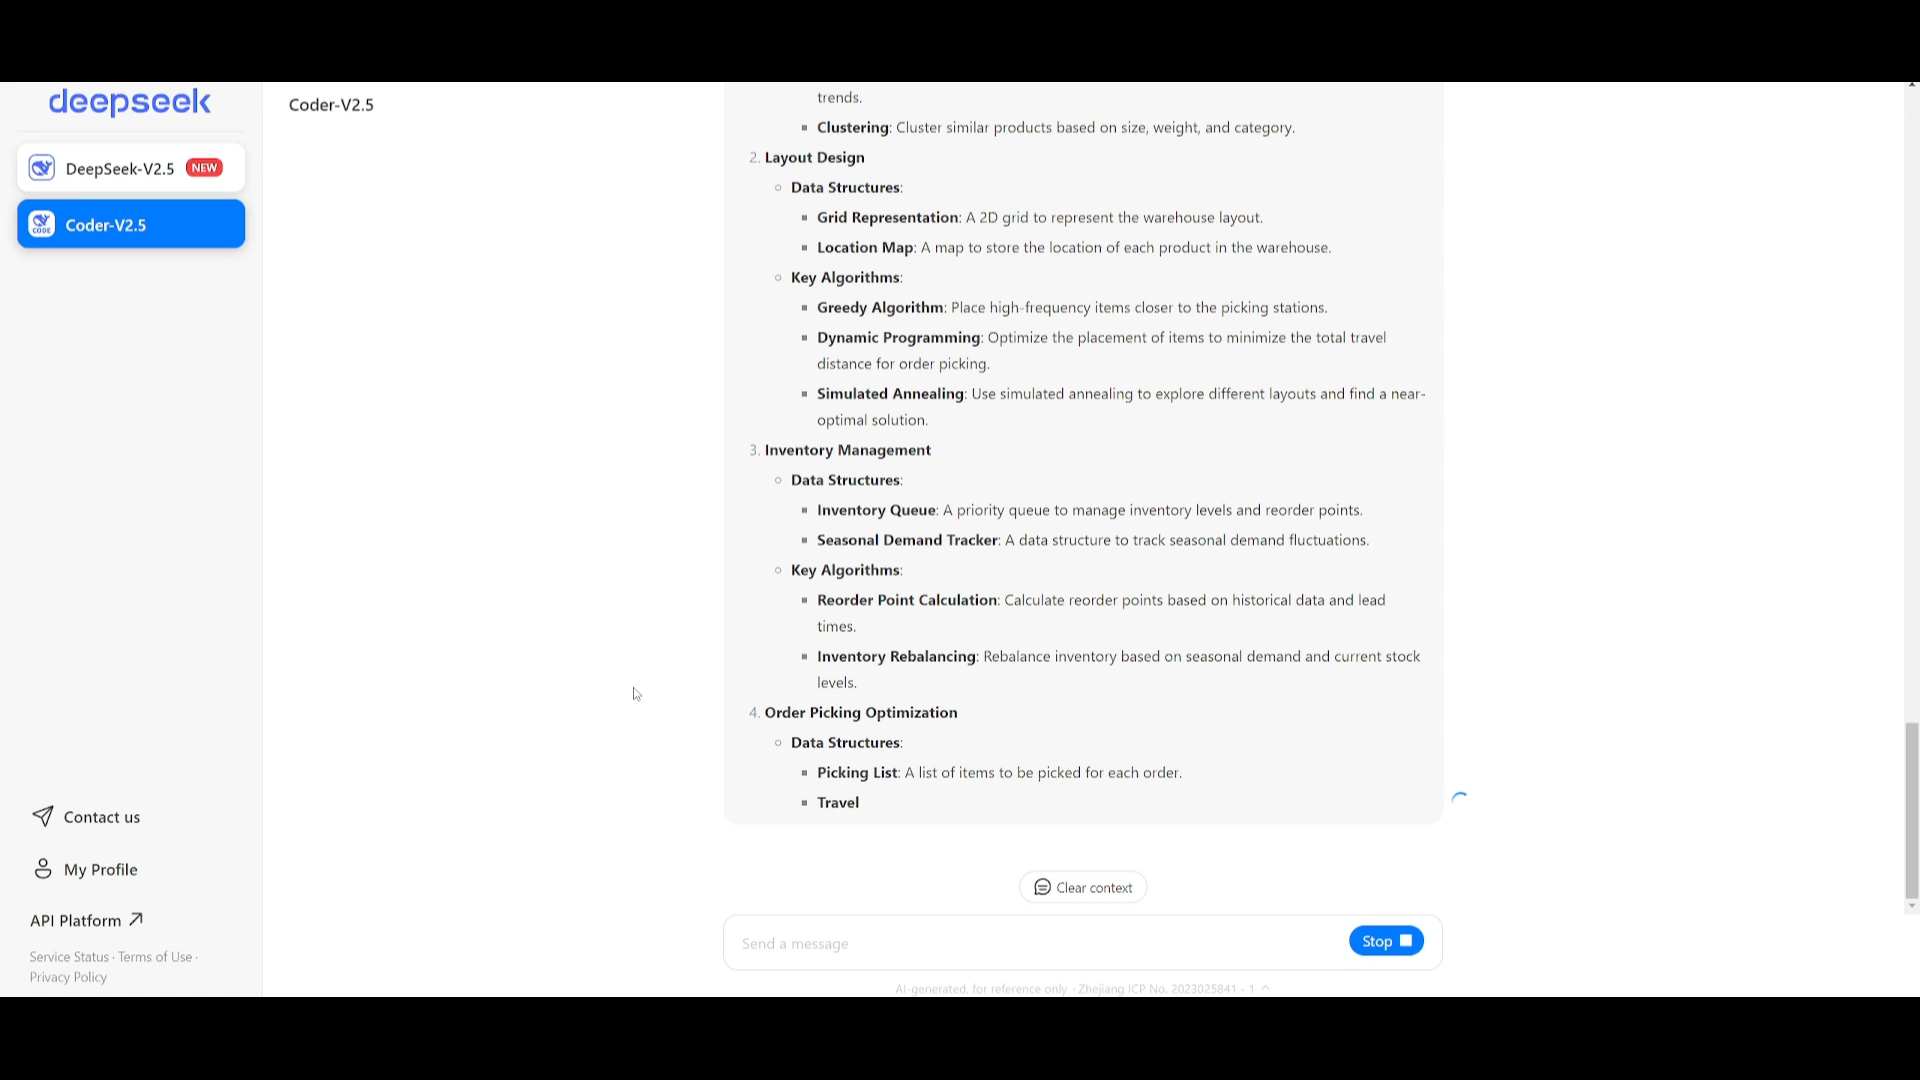 deepseek
DeepSeek-V2.5 NEW
CODE Coder-V2.5
Contact us
My Profile
API Platform
Service Status · Terms of Use ·
Privacy Policy
Coder-V2.5
trends.
Clustering: Cluster similar products based on size, weight, and category.
2. Layout Design
Data Structures:
Grid Representation: A 2D grid to represent the warehouse layout.
Location Map: A map to store the location of each product in the warehouse.
Key Algorithms:
Greedy Algorithm: Place high-frequency items closer to the picking stations.
Dynamic Programming: Optimize the placement of items to minimize the total travel
distance for order picking.
Simulated Annealing: Use simulated annealing to explore different layouts and find a near-
optimal solution.
3. Inventory Management
Data Structures:
Inventory Queue: A priority queue to manage inventory levels and reorder points.
Seasonal Demand Tracker: A data structure to track seasonal demand fluctuations.
Key Algorithms:
Reorder Point Calculation: Calculate reorder points based on historical data and lead
times.
Inventory Rebalancing: Rebalance inventory based on seasonal demand and current stock
levels.
4. Order Picking Optimization
Data Structures:
Picking List: A list of items to be picked for each order.
Travel
Clear context
Send a message
Stop
AI-generated, for reference only · Zhejiang ICP No. 2023025841 - 1